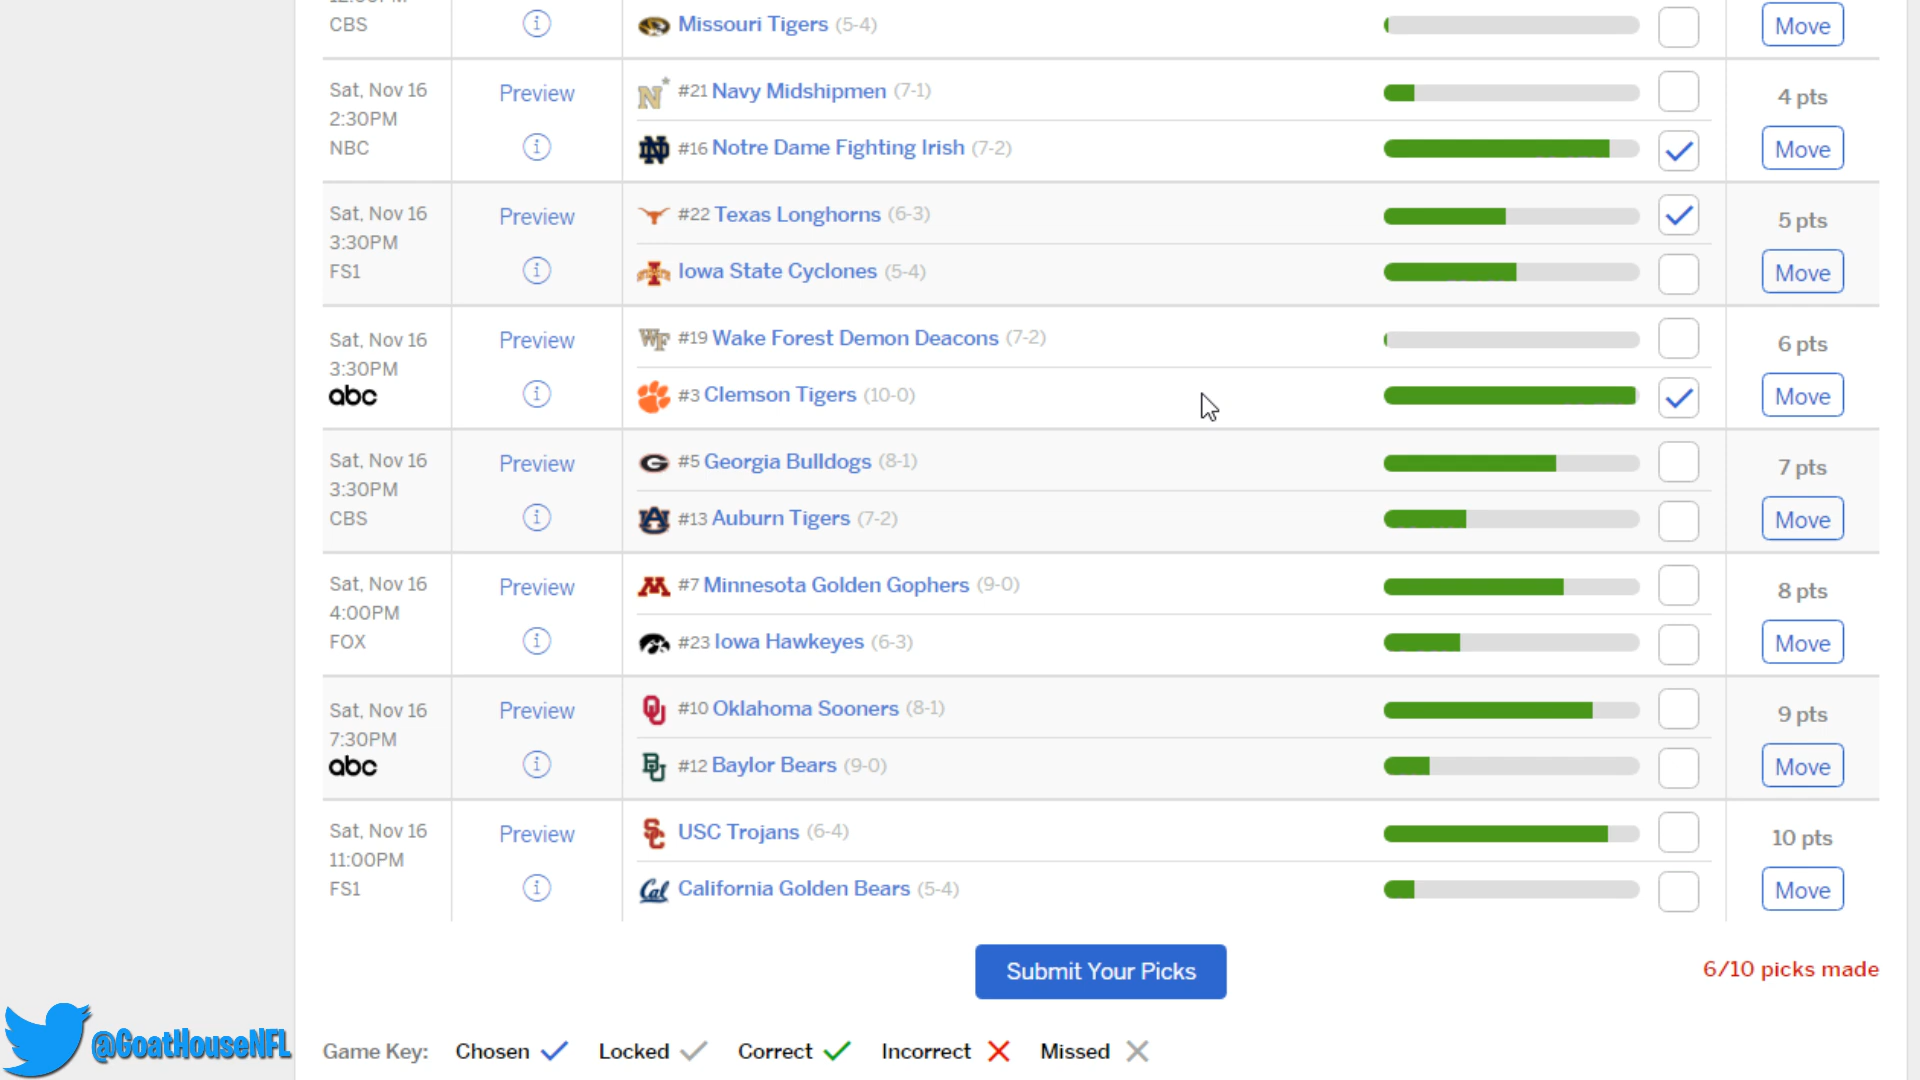 CBS
Missouri Tigers (5-4)
Move
Sat, Nov 16
2:30PM
NBC
Preview
#21 Navy Midshipmen (7-1)
#16 Notre Dame Fighting Irish (7-2)
4 pts
Move
Sat, Nov 16
3:30PM
FS1
Preview
#22 Texas Longhorns (6-3)
Iowa State Cyclones (5-4)
5 pts
Move
Sat, Nov 16
3:30PM
abc
Preview
#19 Wake Forest Demon Deacons (7-2)
#3 Clemson Tigers (10-0)
6 pts
Move
Sat, Nov 16
3:30PM
CBS
Preview
#5 Georgia Bulldogs (8-1)
#13 Auburn Tigers (7-2)
7 pts
Move
Sat, Nov 16
4:00PM
FOX
Preview
#7 Minnesota Golden Gophers (9-0)
#23 Iowa Hawkeyes (6-3)
8 pts
Move
Sat, Nov 16
7:30PM
abc
Preview
#10 Oklahoma Sooners (8-1)
#12 Baylor Bears (9-0)
9 pts
Move
Sat, Nov 16
11:00PM
FS1
Preview
USC Trojans (6-4)
Cal California Golden Bears (5-4)
10 pts
Move
Submit Your Picks
6/10 picks made
@GoatHouseNFL
Game Key: Chosen Locked Correct Incorrect Missed